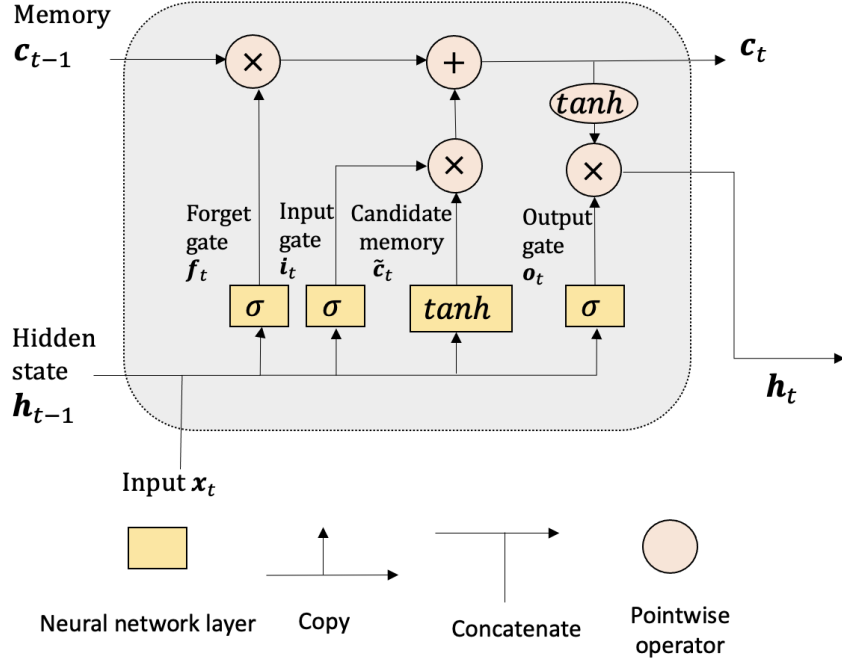 Memory
c_{t−1}
×
+
c_t
tanh
×
×
Forget
gate
f_t
Input
gate
i_t
Candidate
memory
c̃_t
Output
gate
o_t
σ
σ
tanh
σ
Hidden
state
h_{t−1}
h_t
Input x_t
Neural network layer
Copy
Concatenate
Pointwise
operator